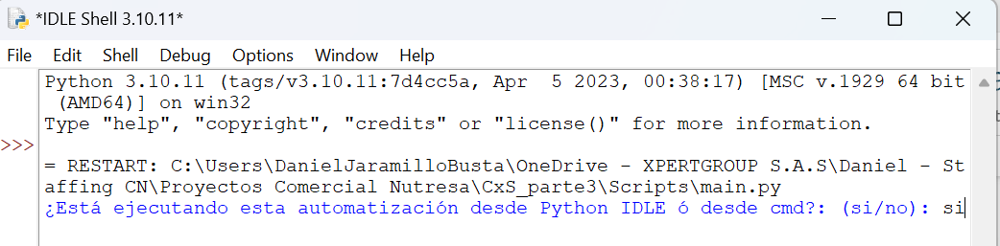 *IDLE Shell 3.10.11*
File Edit Shell Debug Options Window Help
Python 3.10.11 (tags/v3.10.11:7d4cc5a, Apr  5 2023, 00:38:17) [MSC v.1929 64 bit
 (AMD64)] on win32
Type "help", "copyright", "credits" or "license()" for more information.
>>>
= RESTART: C:\Users\DanielJaramilloBusta\OneDrive - XPERTGROUP S.A.S\Daniel - St
affing CN\Proyectos Comercial Nutresa\CxS_parte3\Scripts\main.py
¿Está ejecutando esta automatización desde Python IDLE ó desde cmd?: (si/no): si